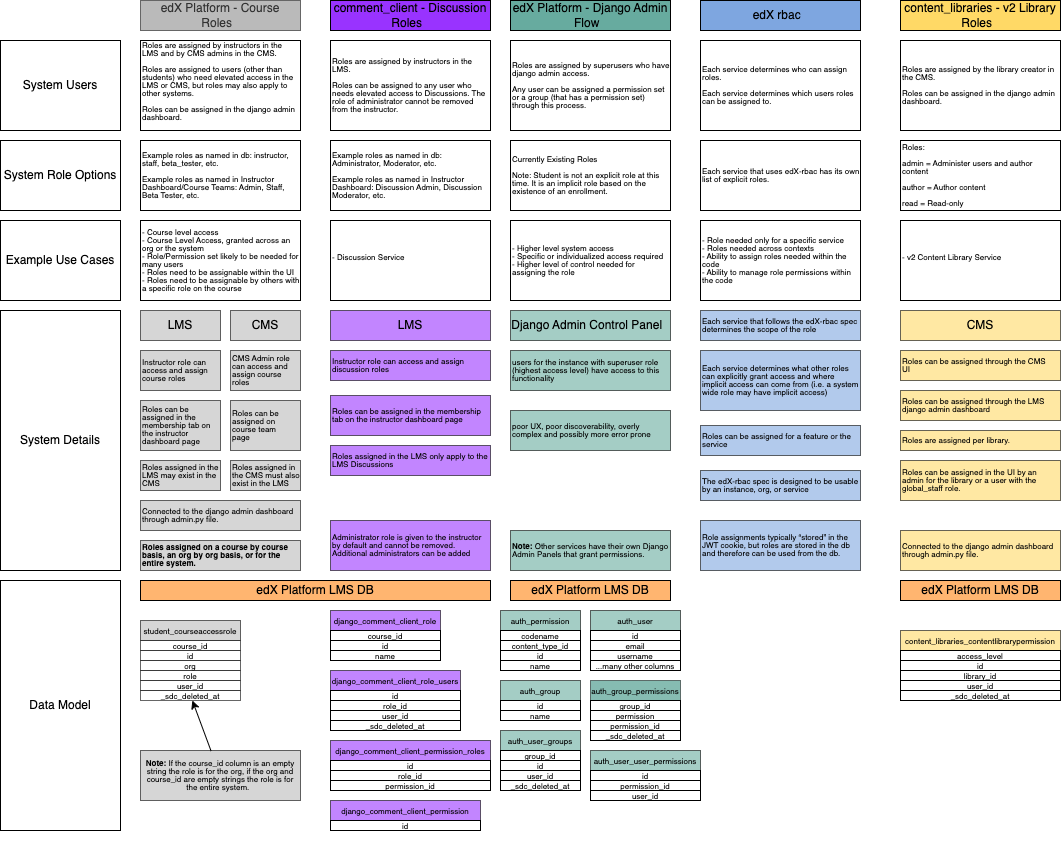 edX Platform - Course
Roles
comment_client - Discussion
Roles
edX Platform - Django Admin
Flow
edX rbac
content_libraries - v2 Library
Roles
System Users
Roles are assigned by instructors in the
LMS and by CMS admins in the CMS.
Roles are assigned to users (other than
students) who need elevated access in the
LMS or CMS, but roles may also apply to
other systems.
Roles can be assigned in the django admin
dashboard.
Roles are assigned by instructors in the
LMS.
Roles can be assigned to any user who
needs elevated access to Discussions. The
role of administrator cannot be removed
from the instructor.
Roles are assigned by superusers who have
django admin access.
Any user can be assigned a permission set
or a group (that has a permission set)
through this process.
Each service determines who can assign
roles.
Each service determines which users roles
can be assigned to.
Roles are assigned by the library creator in
the CMS.
Roles can be assigned in the django admin
dashboard.
System Role Options
Example roles as named in db: instructor,
staff, beta_tester, etc.
Example roles as named in Instructor
Dashboard/Course Teams: Admin, Staff,
Beta Tester, etc.
Example roles as named in db:
Administrator, Moderator, etc.
Example roles as named in Instructor
Dashboard: Discussion Admin, Discussion
Moderator, etc.
Currently Existing Roles
Note: Student is not an explicit role at this
time. It is an implicit role based on the
existence of an enrollment.
Each service that uses edX-rbac has its own
list of explicit roles.
Roles:
admin = Administer users and author
content
author = Author content
read = Read-only
Example Use Cases
- Course level access
- Course Level Access, granted across an
org or the system
- Role/Permission set likely to be needed for
many users
- Roles need to be assignable within the UI
- Roles need to be assignable by others with
a specific role on the course
- Discussion Service
- Higher level system access
- Specific or individualized access required
- Higher level of control needed for
assigning the role
- Role needed only for a specific service
- Roles needed across contexts
- Ability to assign roles needed within the
code
- Ability to manage role permissions within
the code
- v2 Content Library Service
System Details
LMS
CMS
Instructor role can
access and assign
course roles
CMS Admin role can
access and assign
course roles
Roles can be
assigned in the
membership tab on
the instructor
dashboard page
Roles can be
assigned on
course team
page
Roles assigned in the
LMS may exist in the
CMS
Roles assigned in
the CMS must also
exist in the LMS
Connected to the django admin dashboard
through admin.py file.
Roles assigned on a course by course
basis, an org by org basis, or for the
entire system.
LMS
Instructor role can access and assign
discussion roles
Roles can be assigned in the membership
tab on the instructor dashboard page
Roles assigned in the LMS only apply to the
LMS Discussions
Administrator role is given to the instructor
by default and cannot be removed.
Additional administrators can be added
Django Admin Control Panel
users for the instance with superuser role
(highest access level) have access to this
functionality
poor UX, poor discoverability, overly
complex and possibly more error prone
Note: Other services have their own Django
Admin Panels that grant permissions.
Each service that follows the edX-rbac spec
determines the scope of the role
Each service determines what other roles
can explicitly grant access and where
implicit access can come from (i.e. a system
wide role may have implicit access)
Roles can be assigned for a feature or the
service
The edX-rbac spec is designed to be usable
by an instance, org, or service
Role assignments typically "stored" in the
JWT cookie, but roles are stored in the db
and therefore can be used from the db.
CMS
Roles can be assigned through the CMS
UI
Roles can be assigned through the LMS
django admin dashboard
Roles are assigned per library.
Roles can be assigned in the UI by an
admin for the library or a user with the
global_staff role.
Connected to the django admin dashboard
through admin.py file.
Data Model
edX Platform LMS DB
student_courseaccessrole
course_id
id
org
role
user_id
_sdc_deleted_at
Note: If the course_id column is an empty
string the role is for the org, if the org and
course_id are empty strings the role is for
the entire system.
django_comment_client_role
course_id
id
name
django_comment_client_role_users
id
role_id
user_id
_sdc_deleted_at
django_comment_client_permission_roles
id
role_id
permission_id
django_comment_client_permission
id
edX Platform LMS DB
auth_permission
codename
content_type_id
id
name
auth_user
id
email
username
...many other columns
auth_group
id
name
auth_group_permissions
group_id
permission
permission_id
_sdc_deleted_at
auth_user_groups
group_id
id
user_id
_sdc_deleted_at
auth_user_user_permissions
id
permission_id
user_id
edX Platform LMS DB
content_libraries_contentlibrarypermission
access_level
id
library_id
user_id
_sdc_deleted_at